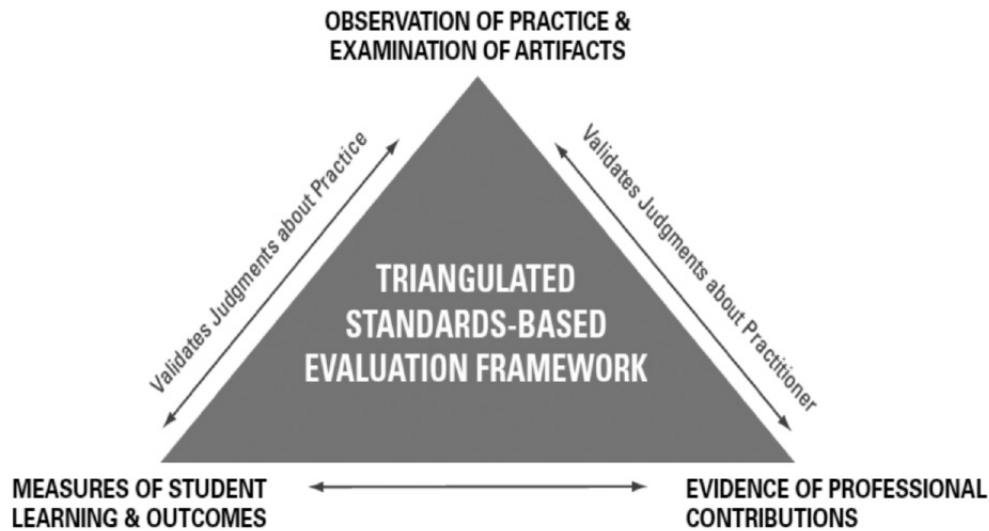 OBSERVATION OF PRACTICE &
EXAMINATION OF ARTIFACTS
Validates Judgments about Practice
Validates Judgments about Practitioner
TRIANGULATED
STANDARDS-BASED
EVALUATION FRAMEWORK
MEASURES OF STUDENT
LEARNING & OUTCOMES
EVIDENCE OF PROFESSIONAL
CONTRIBUTIONS